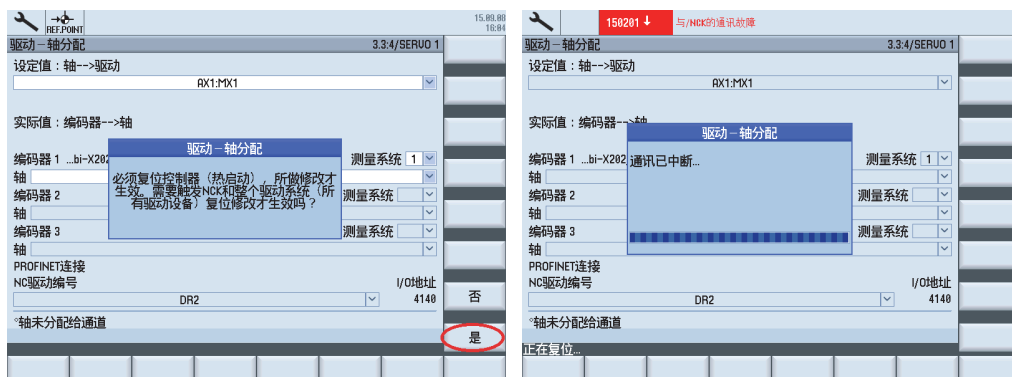 REF.POINT
15.09.08
16:04
驱动－轴分配
3.3:4/SERVO 1
设定值：轴-->驱动
AX1:MX1
实际值：编码器-->轴
驱动－轴分配
编码器 1 ...bi-X202
测量系统 1
必须复位控制器（热启动），所做修改才
生效。需要触发NCK和整个驱动系统（所
有驱动设备）复位修改才生效吗？
轴
编码器 2
测量系统
轴
编码器 3
测量系统
轴
PROFINET连接
NC驱动编号
I/O地址
DR2
4140
否
°轴未分配给通道
是
150201
与/NCK的通讯故障
驱动－轴分配
3.3:4/SERVO 1
设定值：轴-->驱动
AX1:MX1
实际值：编码器-->轴
驱动－轴分配
编码器 1 ...bi-X202
通讯已中断...
测量系统 1
轴
编码器 2
测量系统
轴
编码器 3
测量系统
轴
PROFINET连接
NC驱动编号
I/O地址
DR2
4140
°轴未分配给通道
正在复位...